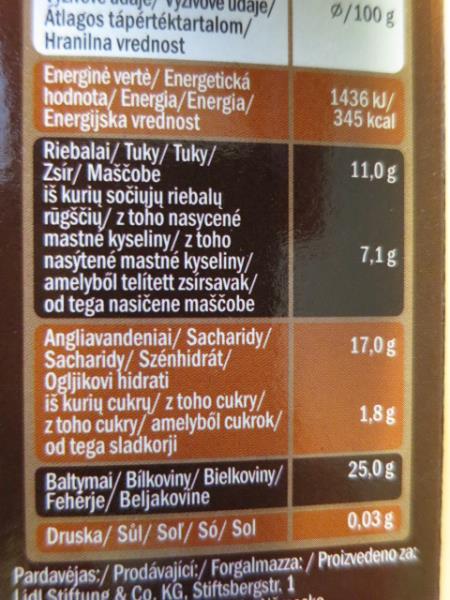 Vyživové údaje/
Átlagos tápértéktartalom/ Ø/100 g
Hranilna vrednost
Energinė vertė/ Energetická
hodnota/ Energia/Energia/ 1436 kJ/
Energijska vrednost 345 kcal
Riebalai/ Tuky/ Tuky/
Zsír/ Maščobe 11,0 g
iš kurių sočiųjų riebalų
rūgščių/ z toho nasycené
mastné kyseliny/ z toho
nasýtené mastné kyseliny/ 7,1 g
amelyből telített zsírsavak/
od tega nasičene maščobe
Angliavandeniai/ Sacharidy/
Sacharidy/ Szénhidrát/ 17,0 g
Ogljikovi hidrati
iš kurių cukrų/ z toho cukry/
z toho cukry/ amelyből cukrok/ 1,8 g
od tega sladkorji
Baltymai/ Bílkoviny/ Bielkoviny/ 25,0 g
Fehérje/ Beljakovine
Druska/ Sůl/ Soľ/ Só/ Sol 0,03 g
Pardavėjas:/ Prodávající:/ Forgalmazza: / Proizvedeno za:
Lidl Stiftung & Co. KG, Stiftsbergstr. 1